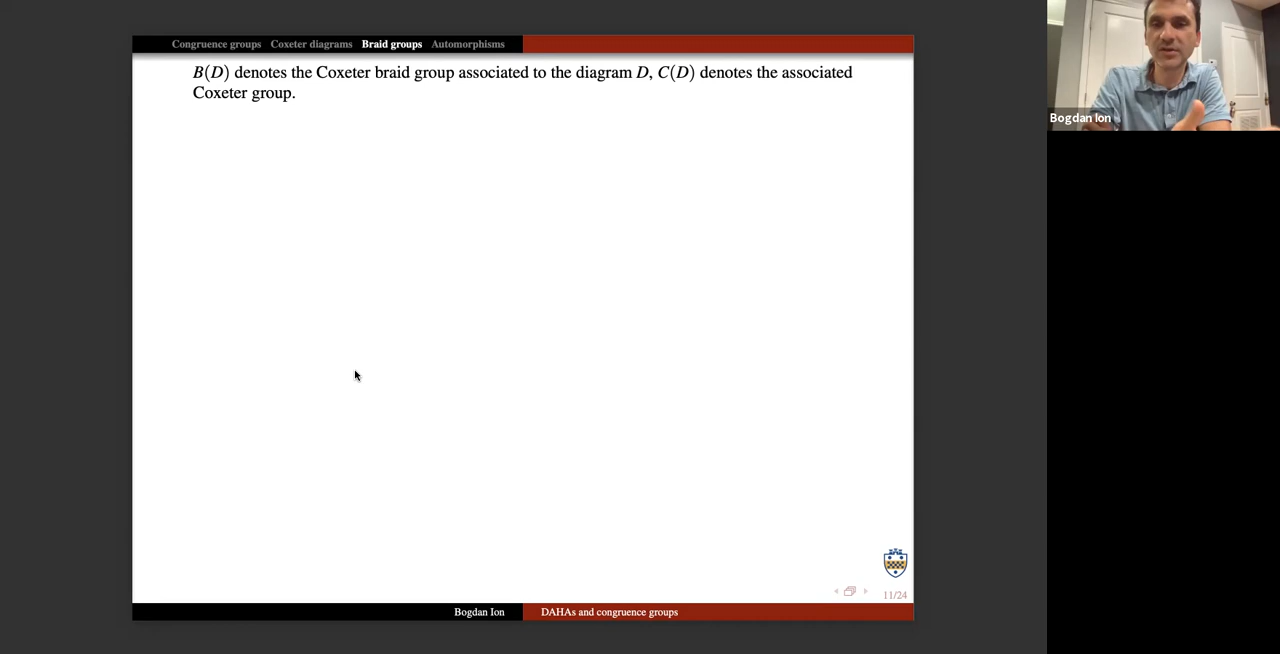 Congruence groups Coxeter diagrams Braid groups Automorphisms
B(D) denotes the Coxeter braid group associated to the diagram D, C(D) denotes the associated
Coxeter group.
Bogdan Ion
11/24
Bogdan Ion DAHAs and congruence groups